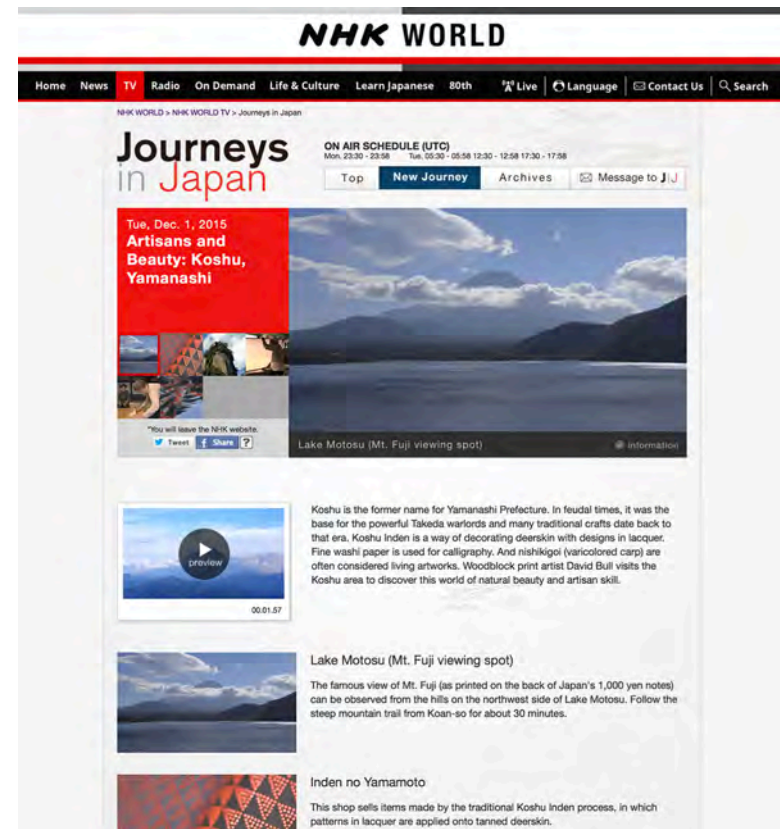 NHK WORLD
Home News TV Radio On Demand Life & Culture Learn Japanese 80th Live Language Contact Us Search
NHK WORLD > NHK WORLD TV > Journeys in Japan
Journeys
in Japan
ON AIR SCHEDULE (UTC)
Mon. 23:30 - 23:58 Tue. 05:30 - 05:58 12:30 - 12:58 17:30 - 17:58
Top New Journey Archives Message to JIJ
Tue, Dec. 1, 2015
Artisans and
Beauty: Koshu,
Yamanashi
*You will leave the NHK website.
Tweet f Share ?
Lake Motosu (Mt. Fuji viewing spot) information
preview
00.01.57
Koshu is the former name for Yamanashi Prefecture. In feudal times, it was the
base for the powerful Takeda warlords and many traditional crafts date back to
that era. Koshu Inden is a way of decorating deerskin with designs in lacquer.
Fine washi paper is used for calligraphy. And nishikigoi (varicolored carp) are
often considered living artworks. Woodblock print artist David Bull visits the
Koshu area to discover this world of natural beauty and artisan skill.
Lake Motosu (Mt. Fuji viewing spot)
The famous view of Mt. Fuji (as printed on the back of Japan's 1,000 yen notes)
can be observed from the hills on the northwest side of Lake Motosu. Follow the
steep mountain trail from Koan-so for about 30 minutes.
Inden no Yamamoto
This shop sells items made by the traditional Koshu Inden process, in which
patterns in lacquer are applied onto tanned deerskin.